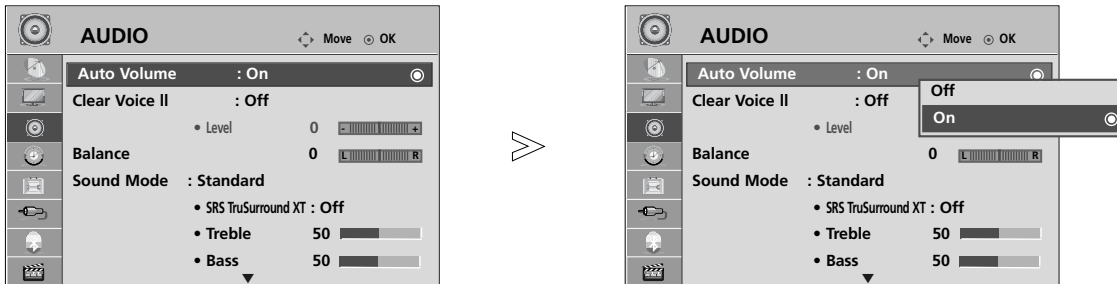 AUDIO Move OK
Auto Volume : On
Clear Voice II : Off
• Level 0 - +
Balance 0 L R
Sound Mode : Standard
• SRS TruSurround XT : Off
• Treble 50
• Bass 50
AUDIO Move OK
Auto Volume : On
Clear Voice II : Off
• Level
Balance 0 L R
Sound Mode : Standard
• SRS TruSurround XT : Off
• Treble 50
• Bass 50
Off
On